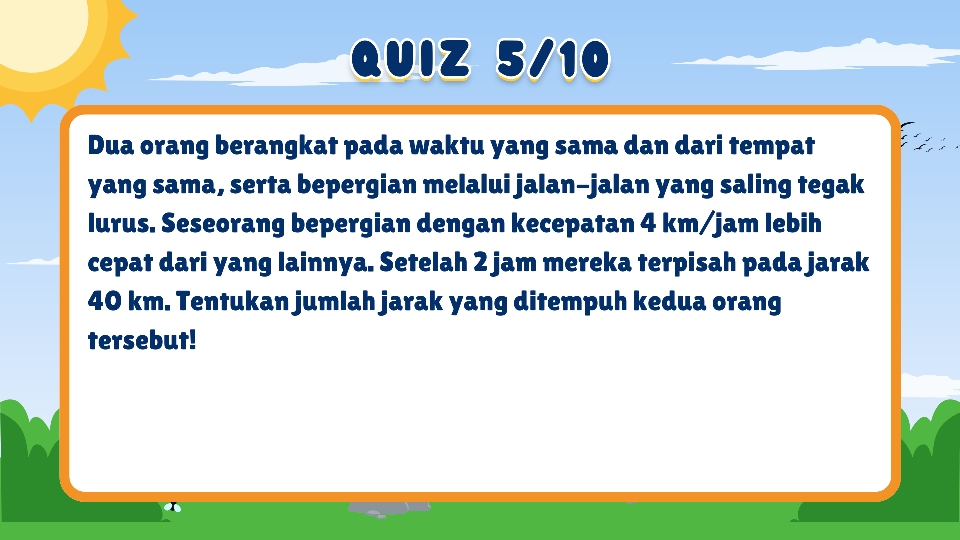 QUIZ 5/10
Dua orang berangkat pada waktu yang sama dan dari tempat
yang sama, serta bepergian melalui jalan-jalan yang saling tegak
lurus. Seseorang bepergian dengan kecepatan 4 km/jam lebih
cepat dari yang lainnya. Setelah 2 jam mereka terpisah pada jarak
40 km. Tentukan jumlah jarak yang ditempuh kedua orang
tersebut!